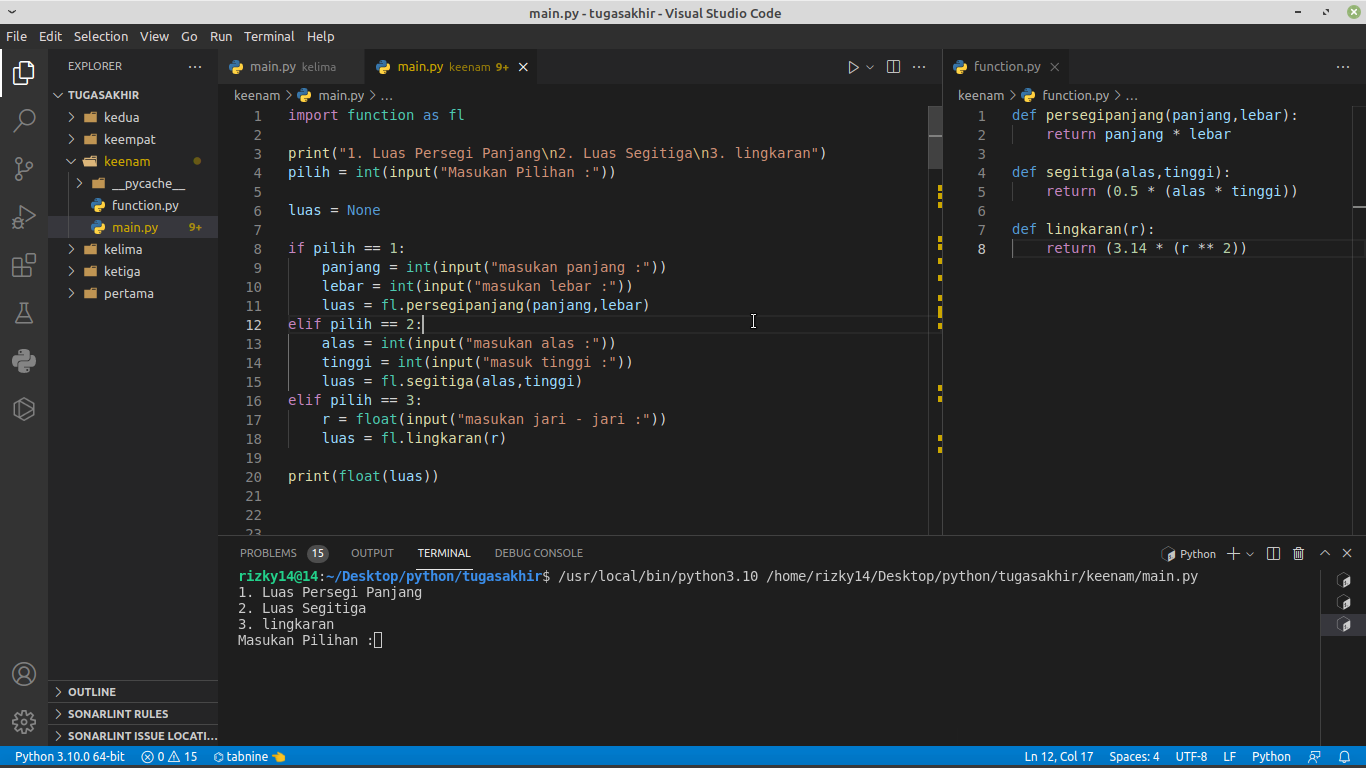 main.py - tugasakhir - Visual Studio Code
File Edit Selection View Go Run Terminal Help
EXPLORER
TUGASAKHIR
kedua
keempat
keenam
__pycache__
function.py
main.py 9+
kelima
ketiga
pertama
OUTLINE
SONARLINT RULES
SONARLINT ISSUE LOCATI...
main.py kelima
main.py keenam 9+
keenam > main.py > ...
1 import function as fl
2
3 print("1. Luas Persegi Panjang\n2. Luas Segitiga\n3. lingkaran")
4 pilih = int(input("Masukan Pilihan :"))
5
6 luas = None
7
8 if pilih == 1:
9 panjang = int(input("masukan panjang :"))
10 lebar = int(input("masukan lebar :"))
11 luas = fl.persegipanjang(panjang,lebar)
12 elif pilih == 2:
13 alas = int(input("masukan alas :"))
14 tinggi = int(input("masuk tinggi :"))
15 luas = fl.segitiga(alas,tinggi)
16 elif pilih == 3:
17 r = float(input("masukan jari - jari :"))
18 luas = fl.lingkaran(r)
19
20 print(float(luas))
21
22
23
function.py
keenam > function.py > ...
1 def persegipanjang(panjang,lebar):
2 return panjang * lebar
3
4 def segitiga(alas,tinggi):
5 return (0.5 * (alas * tinggi))
6
7 def lingkaran(r):
8 return (3.14 * (r ** 2))
PROBLEMS 15 OUTPUT TERMINAL DEBUG CONSOLE
Python
rizky14@14:~/Desktop/python/tugasakhir$ /usr/local/bin/python3.10 /home/rizky14/Desktop/python/tugasakhir/keenam/main.py
1. Luas Persegi Panjang
2. Luas Segitiga
3. lingkaran
Masukan Pilihan :
Python 3.10.0 64-bit 0 15 tabnine Ln 12, Col 17 Spaces: 4 UTF-8 LF Python